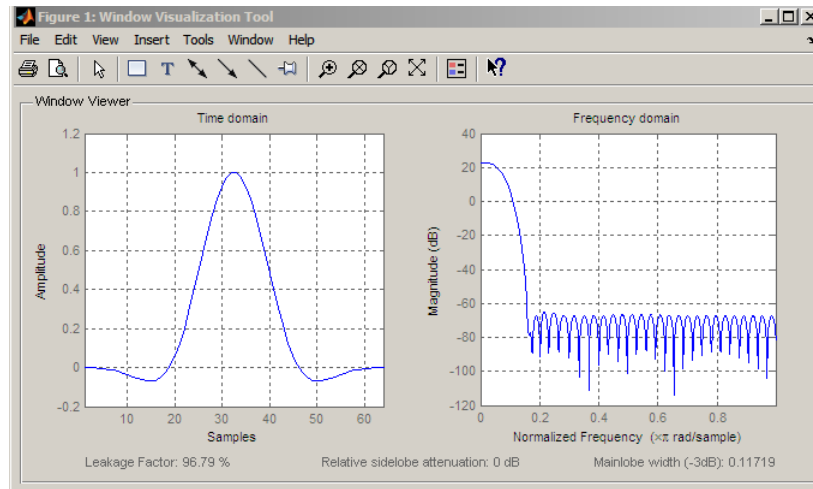 Figure 1: Window Visualization Tool
File Edit View Insert Tools Window Help
T
?
Window Viewer
Time domain
1.2
1
0.8
0.6
0.4
0.2
0
-0.2
Amplitude
10 20 30 40 50 60
Samples
Frequency domain
40
20
0
-20
-40
-60
-80
-100
-120
Magnitude (dB)
0 0.2 0.4 0.6 0.8
Normalized Frequency (×π rad/sample)
Leakage Factor: 96.79 % Relative sidelobe attenuation: 0 dB Mainlobe width (-3dB): 0.11719